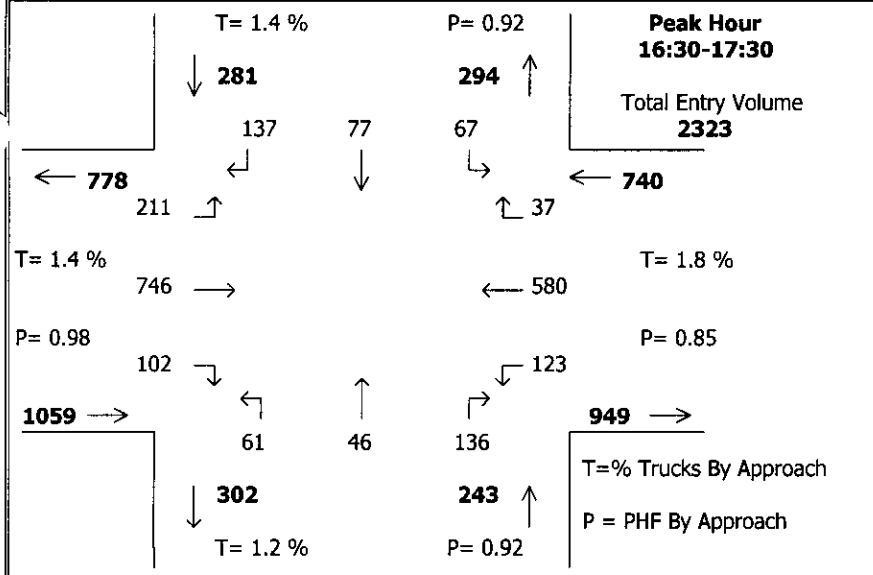 T= 1.4 % P= 0.92 Peak Hour
16:30-17:30
281 294
Total Entry Volume
137 77 67 2323
778 740
211 37
T= 1.4 % T= 1.8 %
746 580
P= 0.98 P= 0.85
102 123
1059 949
61 46 136
T=% Trucks By Approach
302 243
P = PHF By Approach
T= 1.2 % P= 0.92